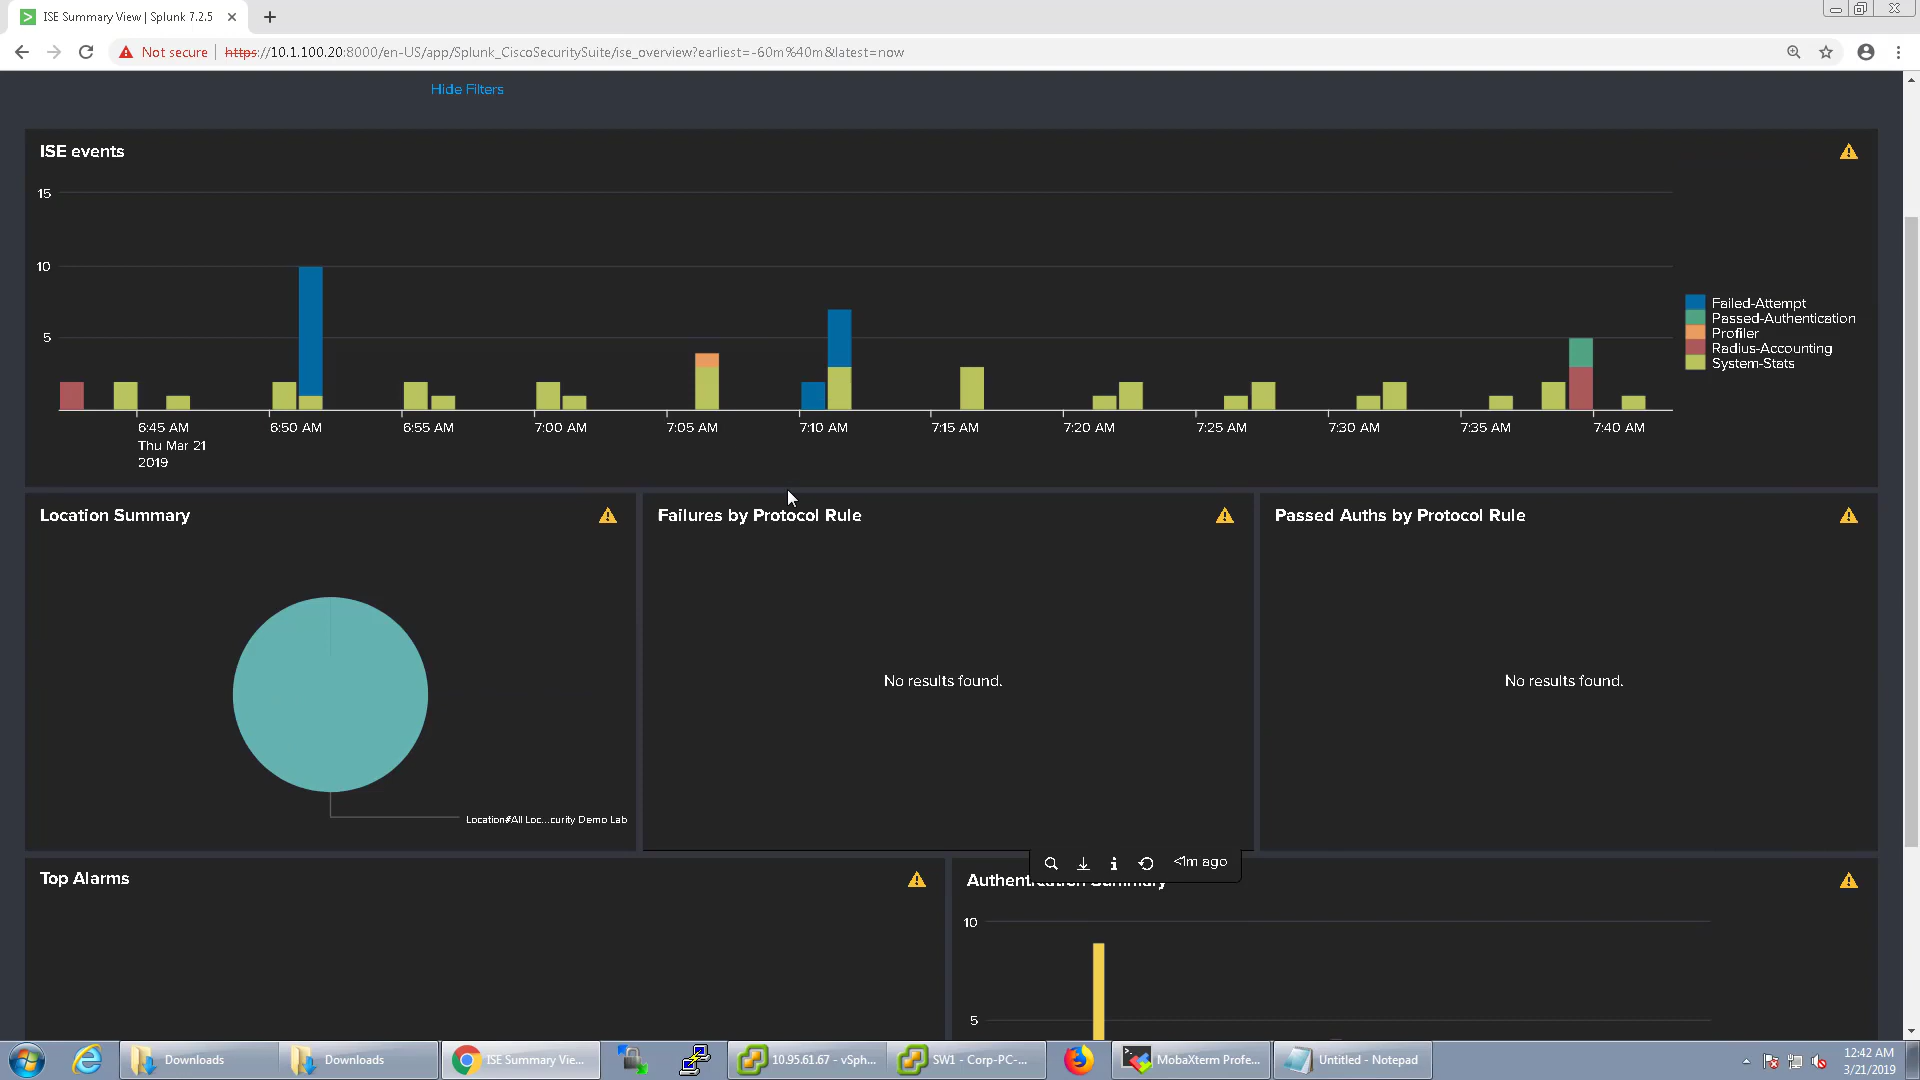 ISE Summary View | Splunk 7.2.5
Not secure
https://10.1.100.20:8000/en-US/app/Splunk_CiscoSecuritySuite/ise_overview?earliest=-60m%40m&latest=now
Hide Filters
ISE events
15
10
5
6:45 AM
Thu Mar 21
2019
6:50 AM
6:55 AM
7:00 AM
7:05 AM
7:10 AM
7:15 AM
7:20 AM
7:25 AM
7:30 AM
7:35 AM
7:40 AM
Failed-Attempt
Passed-Authentication
Profiler
Radius-Accounting
System-Stats
Location Summary
Location#All Loc...curity Demo Lab
Failures by Protocol Rule
No results found.
Passed Auths by Protocol Rule
No results found.
<1m ago
Top Alarms
Authentication Summary
10
5
Downloads
Downloads
ISE Summary Vie...
10.95.61.67 - vSph...
SW1 - Corp-PC-...
MobaXterm Profe...
Untitled - Notepad
12:42 AM
3/21/2019